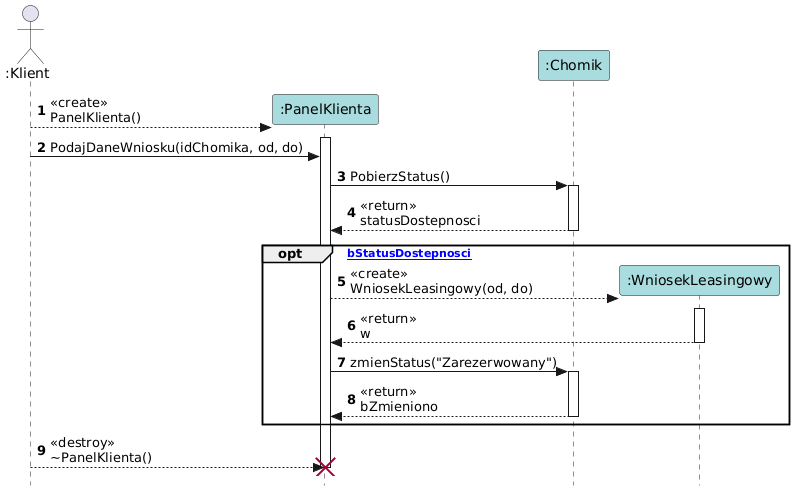 :Klient
:Chomik
:PanelKlienta
1 «create»
PanelKlienta()
2 PodajDaneWniosku(idChomika, od, do)
3 PobierzStatus()
4 «return»
statusDostepnosci
opt bStatusDostepnosci
5 «create»
WniosekLeasingowy(od, do)
:WniosekLeasingowy
6 «return»
w
7 zmienStatus("Zarezerwowany")
8 «return»
bZmieniono
9 «destroy»
~PanelKlienta()